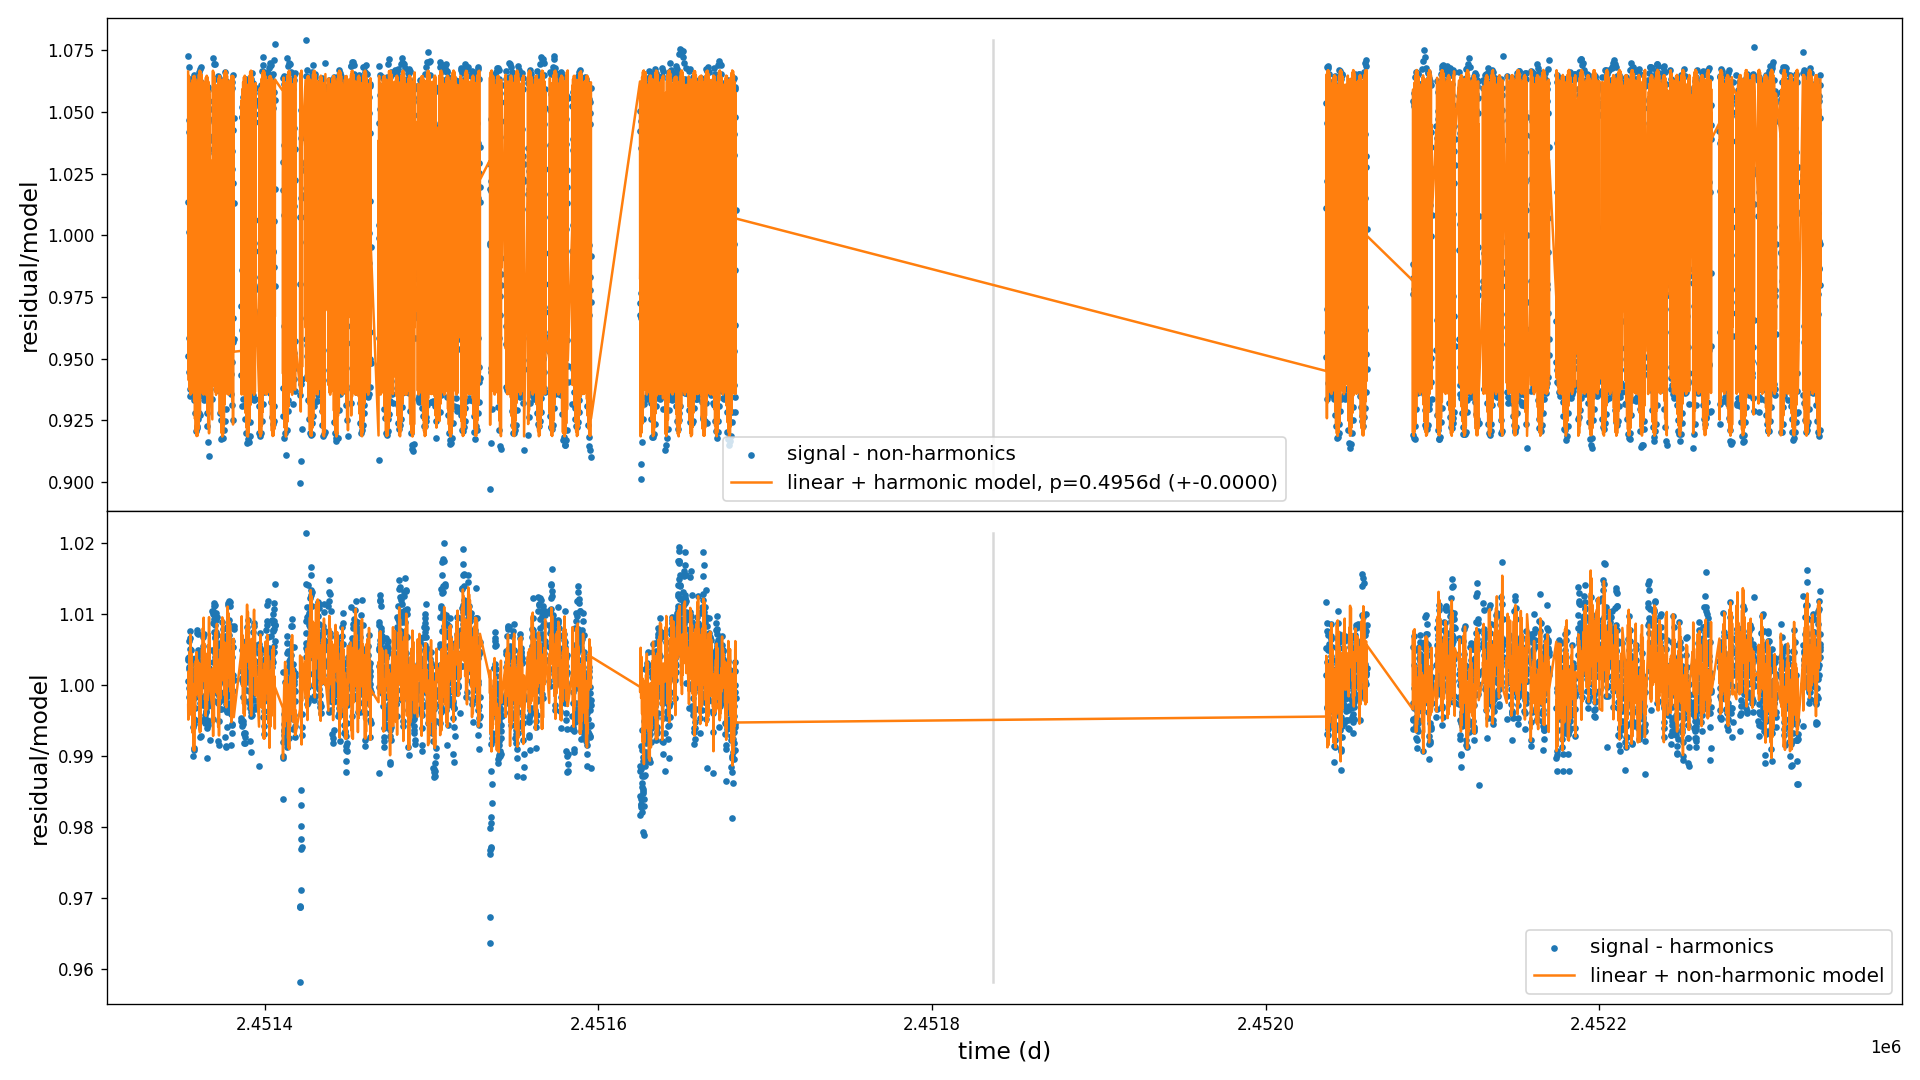 residual/model
1.075
1.050
1.025
1.000
0.975
0.950
0.925
0.900
signal - non-harmonics
linear + harmonic model, p=0.4956d (+-0.0000)
residual/model
1.02
1.01
1.00
0.99
0.98
0.97
0.96
signal - harmonics
linear + non-harmonic model
2.4514
2.4516
2.4518
2.4520
2.4522
1e6
time (d)